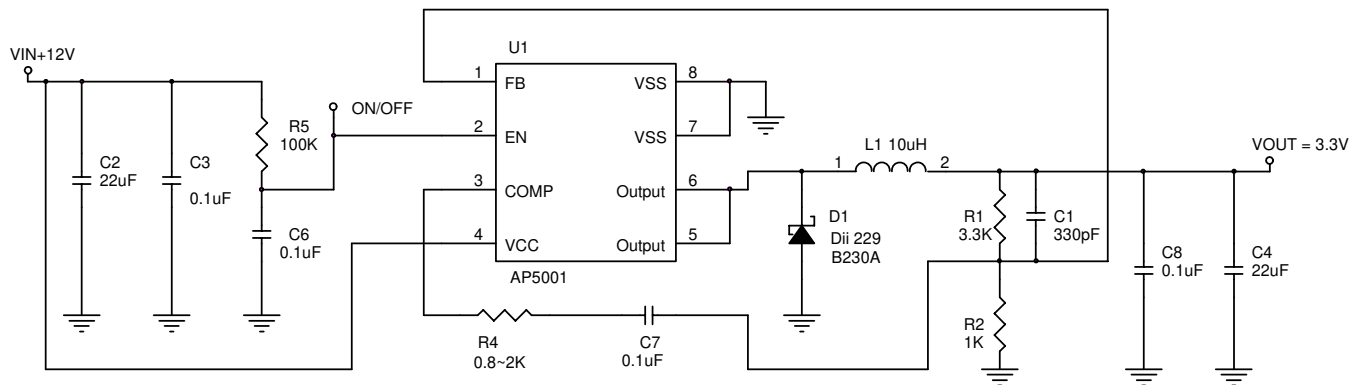 VIN+12V
C2
22uF
C3
0.1uF
R5
100K
C6
0.1uF
ON/OFF
U1
1
FB
2
EN
3
COMP
4
VCC
VSS
8
VSS
7
Output
6
Output
5
AP5001
R4
0.8~2K
C7
0.1uF
D1
Dii 229
B230A
1
L1 10uH
2
R1
3.3K
C1
330pF
R2
1K
C8
0.1uF
C4
22uF
VOUT = 3.3V